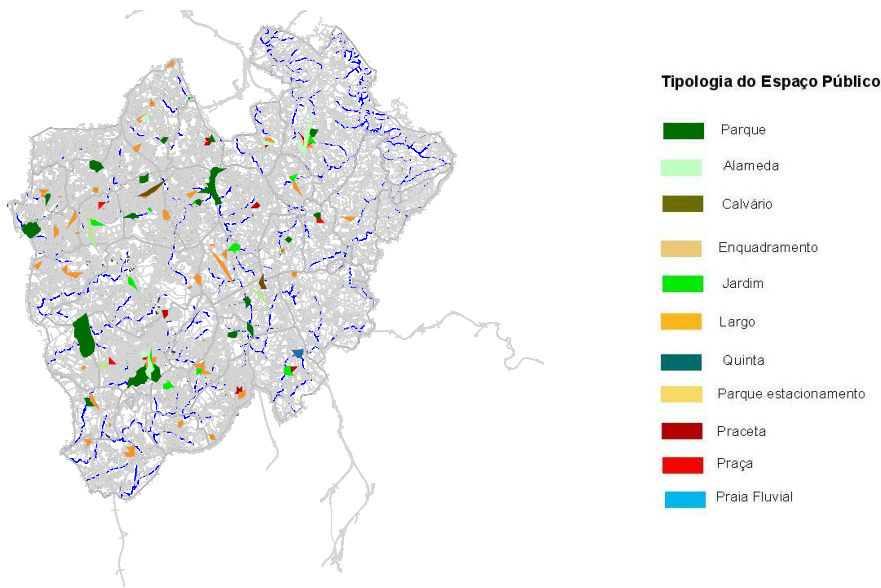 Tipologia do Espaço Público
Parque
Alameda
Calvário
Enquadramento
Jardim
Largo
Quinta
Parque estacionamento
Praceta
Praça
Praia Fluvial